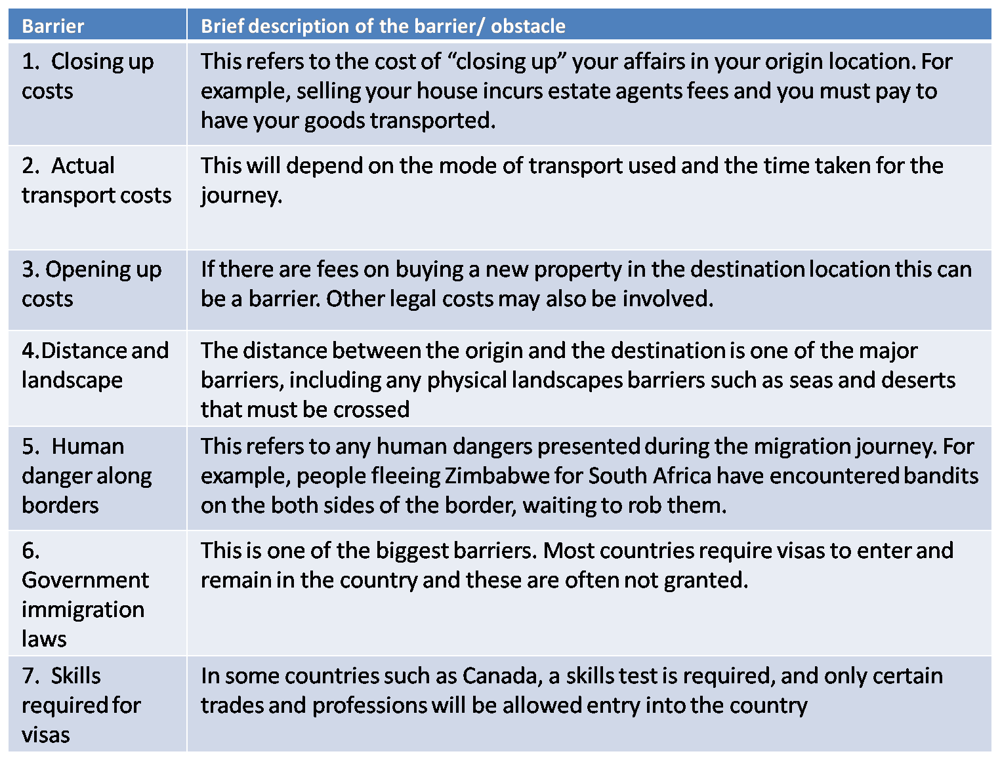 Barrier
Brief description of the barrier/ obstacle
1.  Closing up
costs
This refers to the cost of “closing up” your affairs in your origin location. For
example, selling your house incurs estate agents fees and you must pay to
have your goods transported.
2.  Actual
transport costs
This will depend on the mode of transport used and the time taken for the
journey.
3. Opening up
costs
If there are fees on buying a new property in the destination location this can
be a barrier. Other legal costs may also be involved.
4.Distance and
landscape
The distance between the origin and the destination is one of the major
barriers, including any physical landscapes barriers such as seas and deserts
that must be crossed
5.  Human
danger along
borders
This refers to any human dangers presented during the migration journey. For
example, people fleeing Zimbabwe for South Africa have encountered bandits
on the both sides of the border, waiting to rob them.
6.
Government
immigration
laws
This is one of the biggest barriers. Most countries require visas to enter and
remain in the country and these are often not granted.
7.  Skills
required for
visas
In some countries such as Canada, a skills test is required, and only certain
trades and professions will be allowed entry into the country